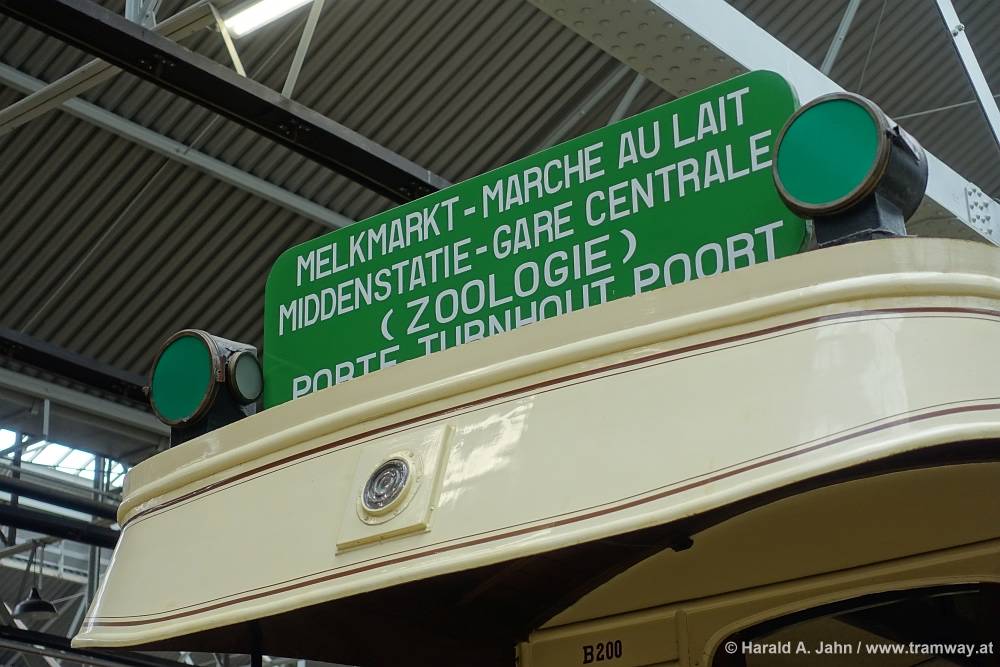 MELKMARKT - MARCHE AU LAIT
MIDDENSTATIE - GARE CENTRALE
( ZOOLOGIE )
PORTE TURNHOUT POORT
B200
© Harald A. Jahn / www.tramway.at